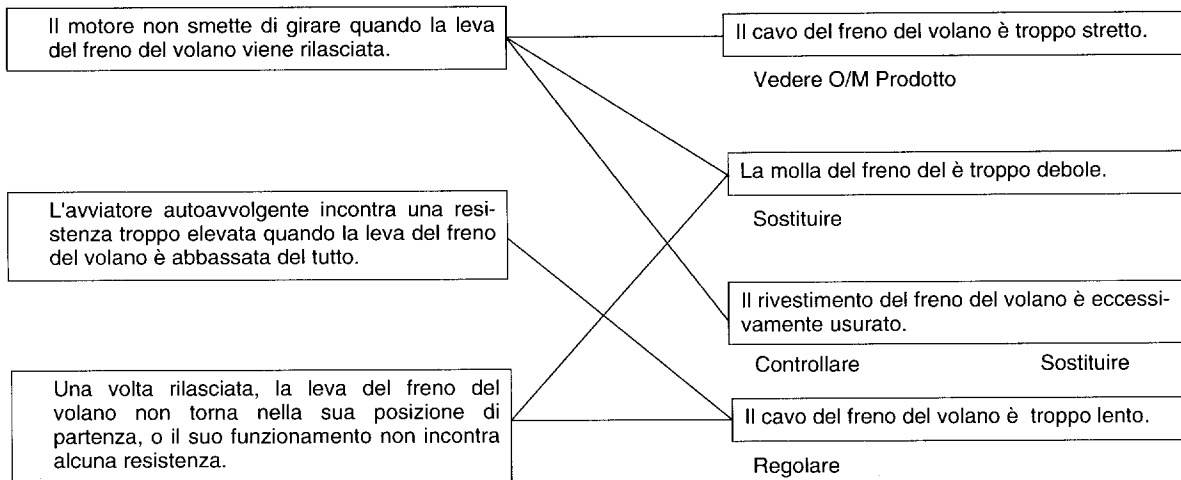 Il motore non smette di girare quando la leva
del freno del volano viene rilasciata.
L'avviatore autoavvolgente incontra una resi-
stenza troppo elevata quando la leva del freno
del volano è abbassata del tutto.
Una volta rilasciata, la leva del freno del
volano non torna nella sua posizione di
partenza, o il suo funzionamento non incontra
alcuna resistenza.
Il cavo del freno del volano è troppo stretto.
Vedere O/M Prodotto
La molla del freno del è troppo debole.
Sostituire
Il rivestimento del freno del volano è eccessi-
vamente usurato.
Controllare Sostituire
Il cavo del freno del volano è troppo lento.
Regolare